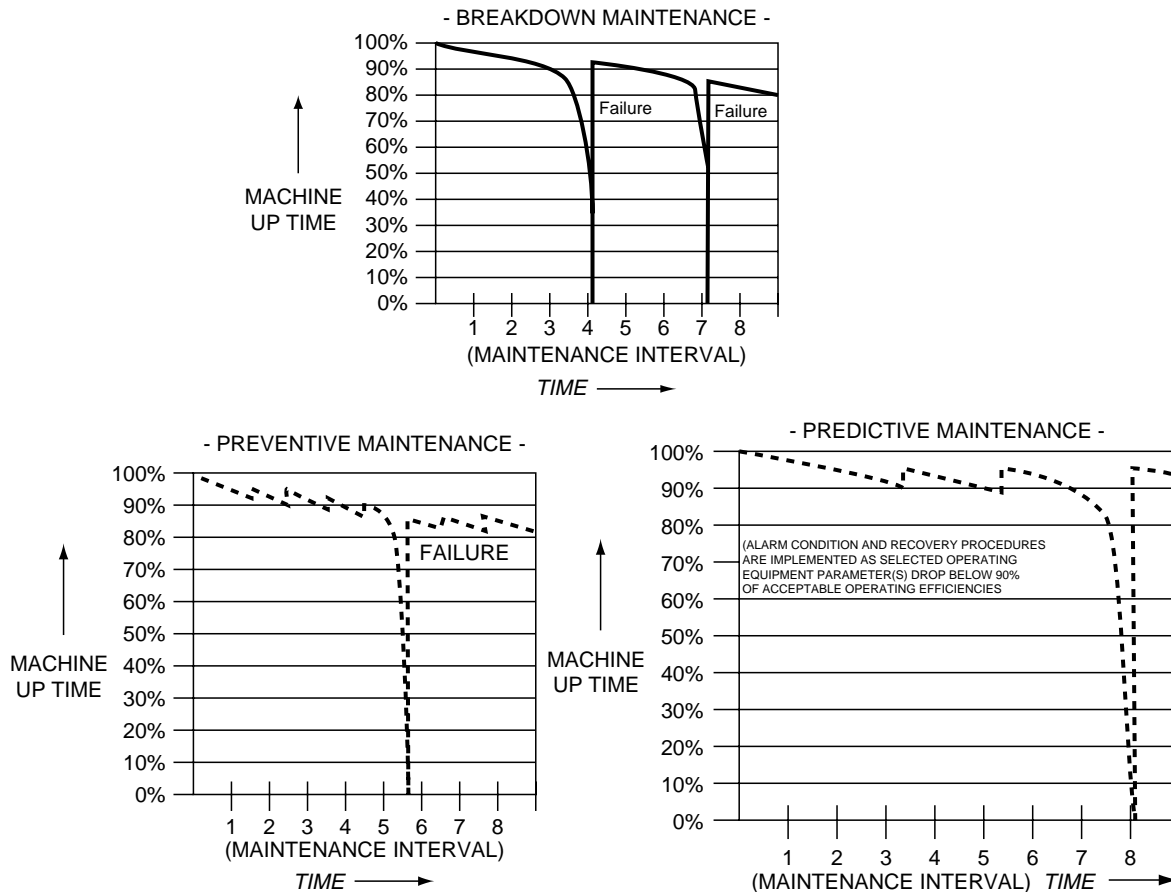 - BREAKDOWN MAINTENANCE -
100%
90%
80%
70%
60%
50%
40%
30%
20%
10%
0%
MACHINE
UP TIME
Failure
Failure
1 2 3 4 5 6 7 8
(MAINTENANCE INTERVAL)
TIME
- PREVENTIVE MAINTENANCE -
100%
90%
80%
70%
60%
50%
40%
30%
20%
10%
0%
MACHINE
UP TIME
FAILURE
1 2 3 4 5 6 7 8
(MAINTENANCE INTERVAL)
TIME
- PREDICTIVE MAINTENANCE -
100%
90%
80%
70%
60%
50%
40%
30%
20%
10%
0%
MACHINE
UP TIME
(ALARM CONDITION AND RECOVERY PROCEDURES
ARE IMPLEMENTED AS SELECTED OPERATING
EQUIPMENT PARAMETER(S) DROP BELOW 90%
OF ACCEPTABLE OPERATING EFFICIENCIES
1 2 3 4 5 6 7 8
(MAINTENANCE INTERVAL) TIME